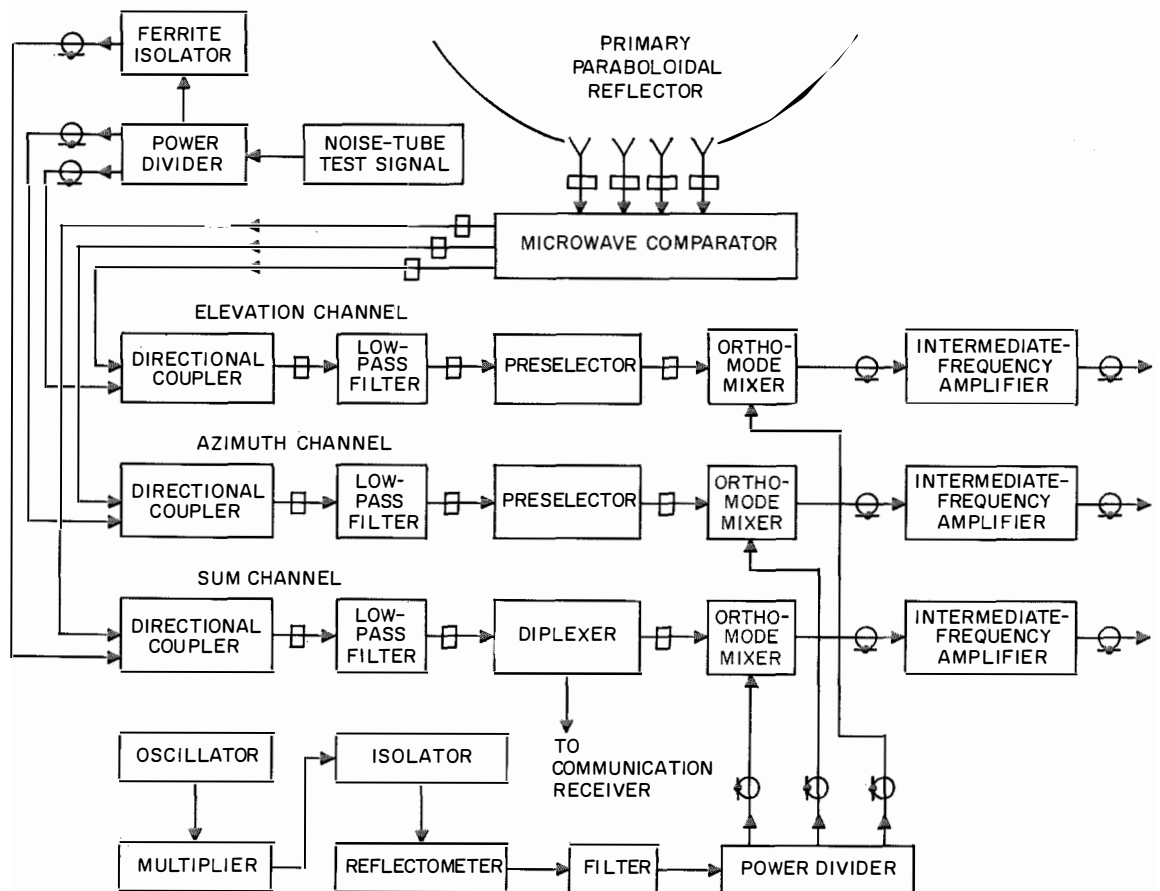 FERRITE
ISOLATOR
PRIMARY
PARABOLOIDAL
REFLECTOR
POWER
DIVIDER
NOISE-TUBE
TEST SIGNAL
MICROWAVE COMPARATOR
ELEVATION CHANNEL
DIRECTIONAL
COUPLER
LOW-
PASS
FILTER
PRESELECTOR
ORTHO-
MODE
MIXER
INTERMEDIATE-
FREQUENCY
AMPLIFIER
AZIMUTH CHANNEL
DIRECTIONAL
COUPLER
LOW-
PASS
FILTER
PRESELECTOR
ORTHO-
MODE
MIXER
INTERMEDIATE-
FREQUENCY
AMPLIFIER
SUM CHANNEL
DIRECTIONAL
COUPLER
LOW-
PASS
FILTER
DIPLEXER
ORTHO-
MODE
MIXER
INTERMEDIATE-
FREQUENCY
AMPLIFIER
TO
COMMUNICATION
RECEIVER
OSCILLATOR
ISOLATOR
MULTIPLIER
REFLECTOMETER
FILTER
POWER DIVIDER